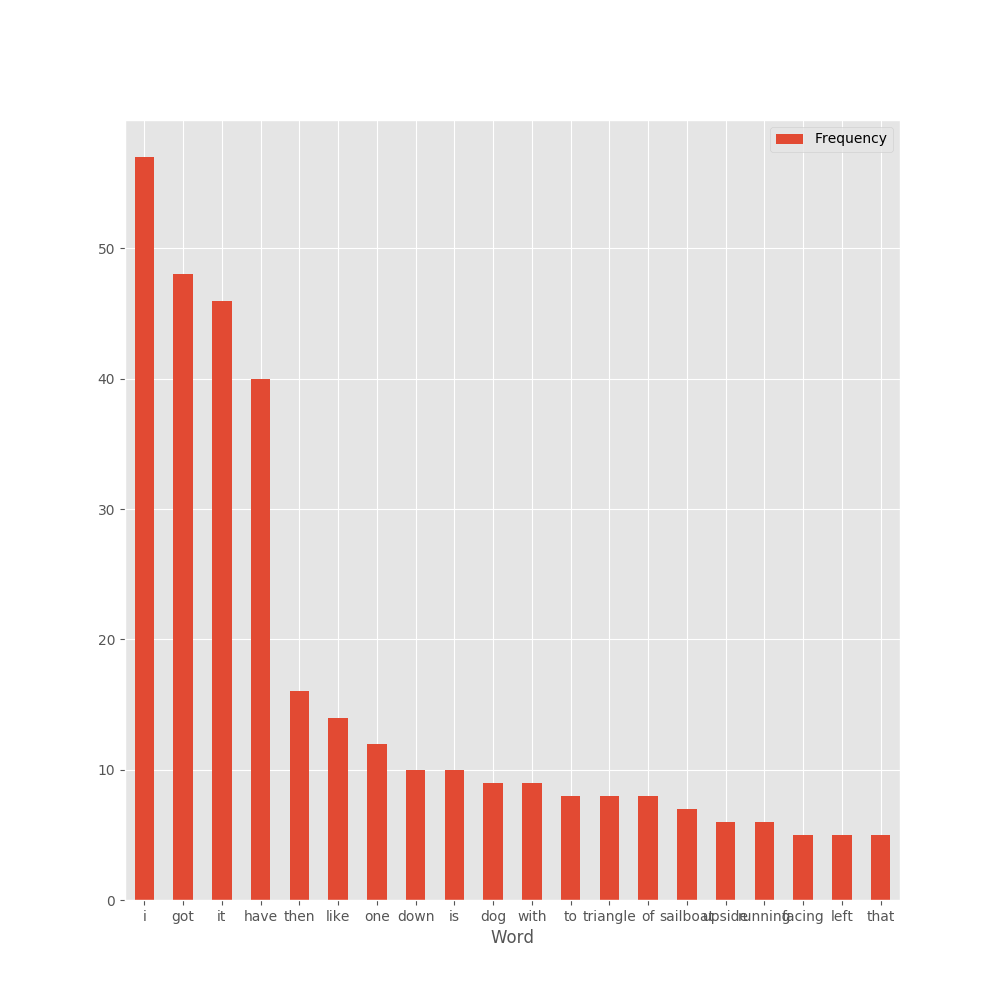 Frequency
50
40
30
20
10
0
i got it have then like one down is dog with to triangle of sailboat upside running facing left that
Word